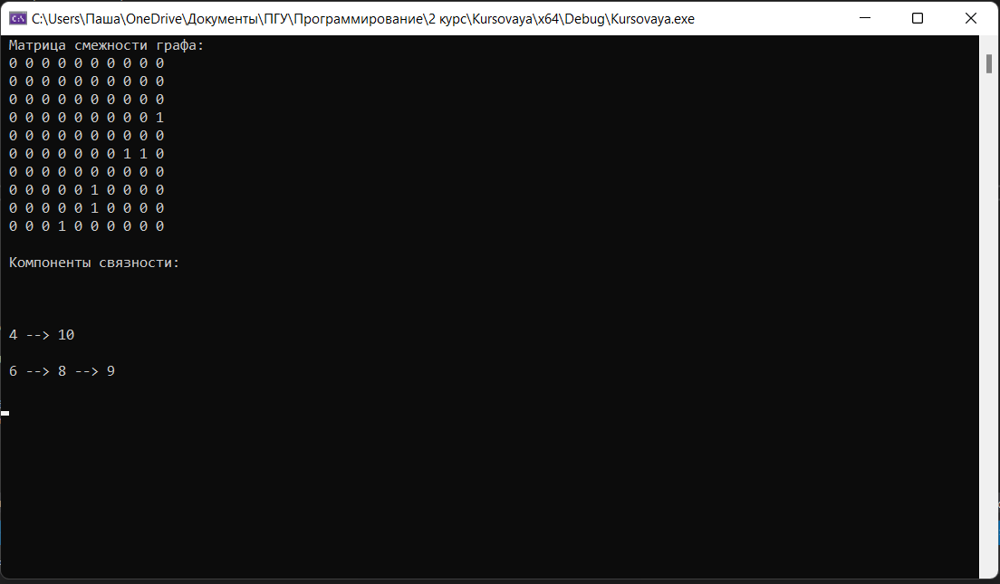 C:\Users\Паша\OneDrive\Документы\ПГУ\Программирование\2 курс\Kursovaya\x64\Debug\Kursovaya.exe
Матрица смежности графа:
0 0 0 0 0 0 0 0 0 0
0 0 0 0 0 0 0 0 0 0
0 0 0 0 0 0 0 0 0 0
0 0 0 0 0 0 0 0 0 1
0 0 0 0 0 0 0 0 0 0
0 0 0 0 0 0 0 1 1 0
0 0 0 0 0 0 0 0 0 0
0 0 0 0 0 1 0 0 0 0
0 0 0 0 0 1 0 0 0 0
0 0 0 1 0 0 0 0 0 0
Компоненты связности:
4 --> 10
6 --> 8 --> 9